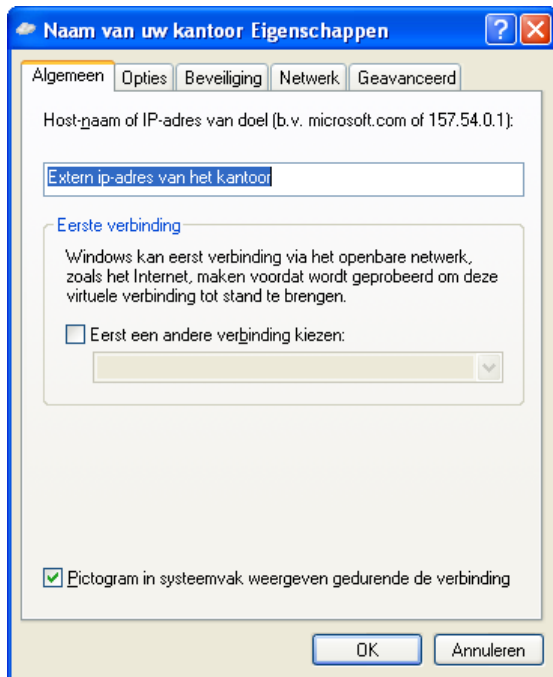 Naam van uw kantoor Eigenschappen
Algemeen Opties Beveiliging Netwerk Geavanceerd
Host-naam of IP-adres van doel (b.v. microsoft.com of 157.54.0.1):
Extern ip-adres van het kantoor
Eerste verbinding
Windows kan eerst verbinding via het openbare netwerk,
zoals het Internet, maken voordat wordt geprobeerd om deze
virtuele verbinding tot stand te brengen.
Eerst een andere verbinding kiezen:
Pictogram in systeemvak weergeven gedurende de verbinding
OK Annuleren